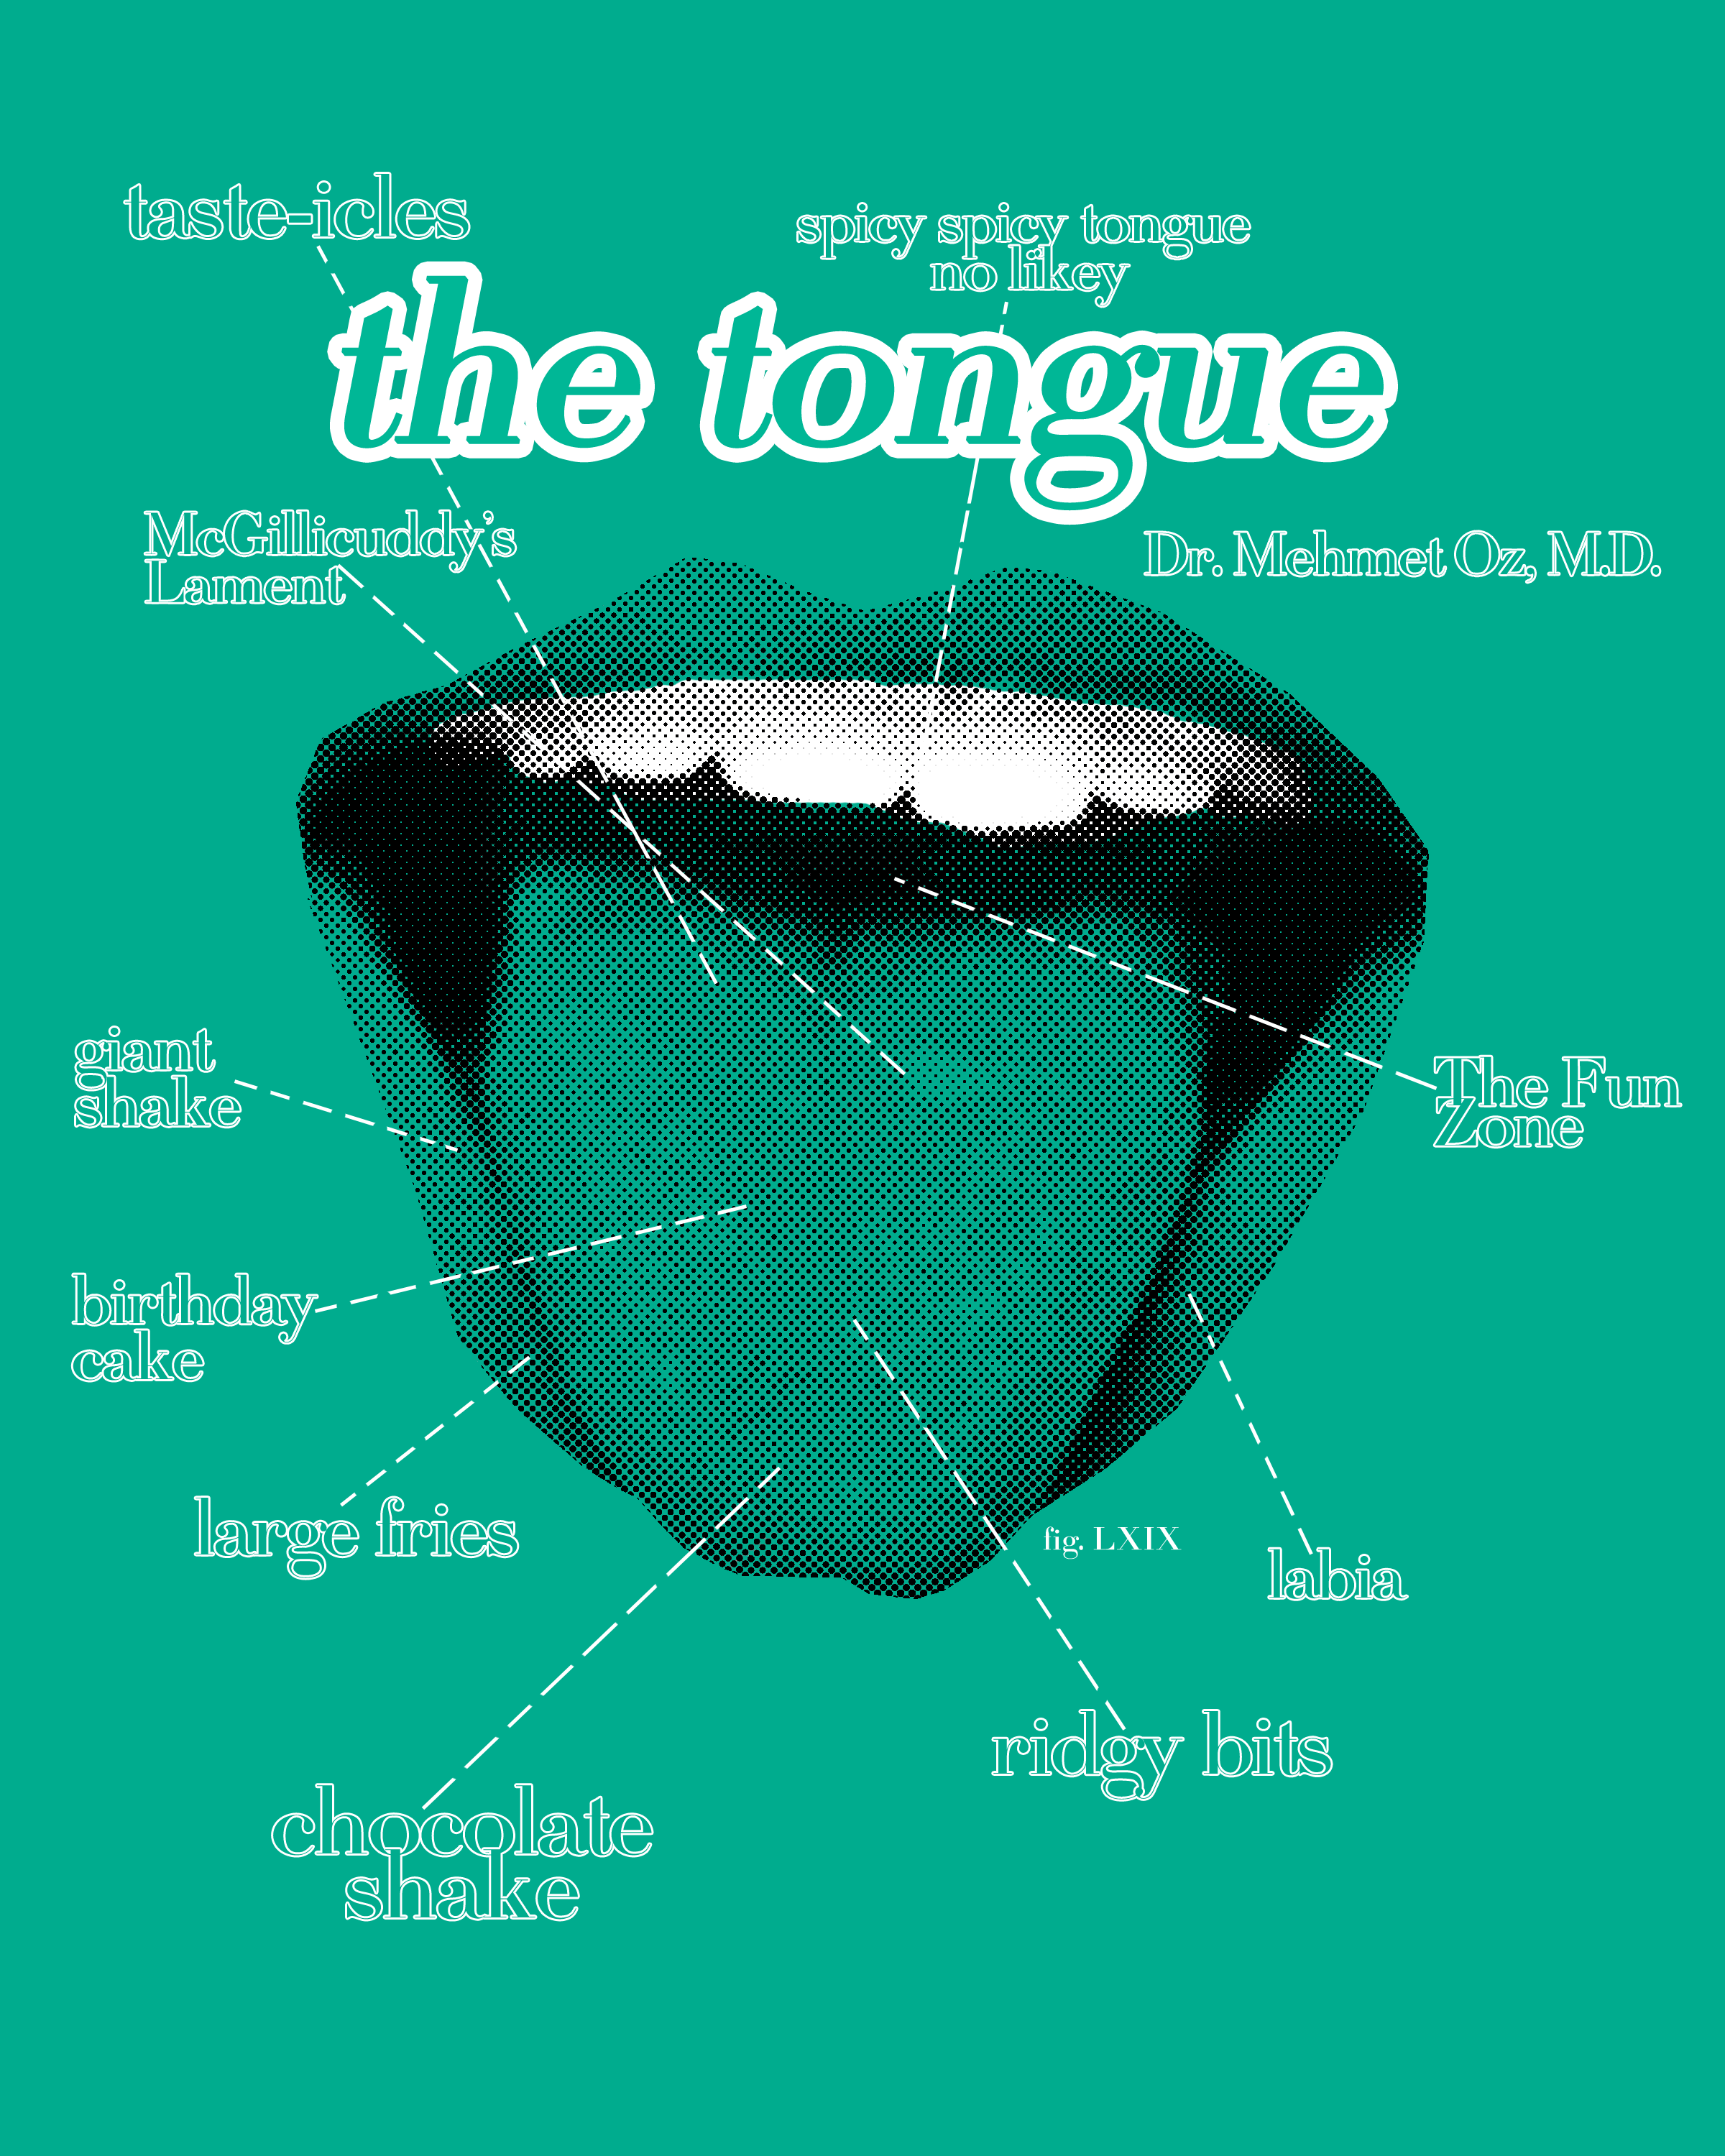 taste-icles
spicy spicy tongue
no likey
the tongue
McGillicuddy's
Lament
Dr. Mehmet Oz, M.D.
giant
shake
The Fun
Zone
birthday
cake
large fries
fig. LXIX
labia
ridgy bits
chocolate
shake